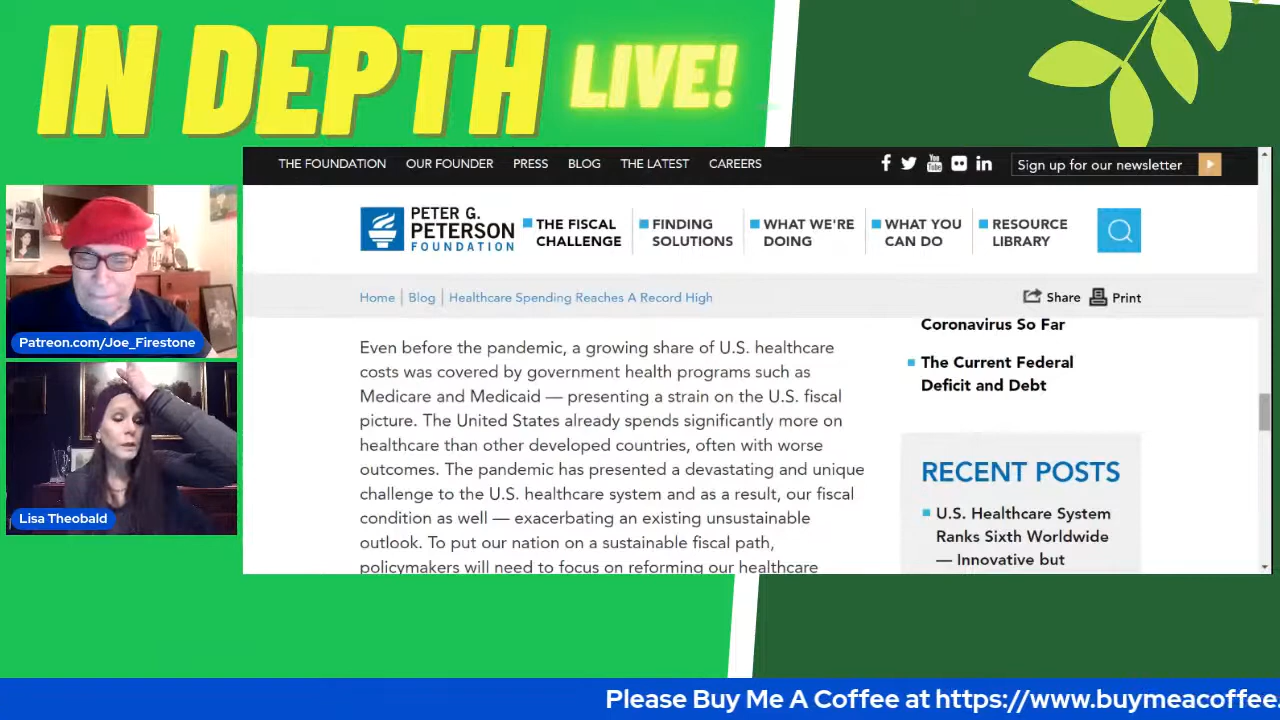 IN DEPTH LIVE!
THE FOUNDATION OUR FOUNDER PRESS BLOG THE LATEST CAREERS
Sign up for our newsletter
PETER G.
PETERSON
FOUNDATION
THE FISCAL
CHALLENGE
FINDING
SOLUTIONS
WHAT WE'RE
DOING
WHAT YOU
CAN DO
RESOURCE
LIBRARY
Home Blog Healthcare Spending Reaches A Record High
Share Print
Even before the pandemic, a growing share of U.S. healthcare
costs was covered by government health programs such as
Medicare and Medicaid — presenting a strain on the U.S. fiscal
picture. The United States already spends significantly more on
healthcare than other developed countries, often with worse
outcomes. The pandemic has presented a devastating and unique
challenge to the U.S. healthcare system and as a result, our fiscal
condition as well — exacerbating an existing unsustainable
outlook. To put our nation on a sustainable fiscal path,
policymakers will need to focus on reforming our healthcare
Coronavirus So Far
The Current Federal
Deficit and Debt
RECENT POSTS
U.S. Healthcare System
Ranks Sixth Worldwide
— Innovative but
Patreon.com/Joe_Firestone
Lisa Theobald
Please Buy Me A Coffee at https://www.buymeacoffee.